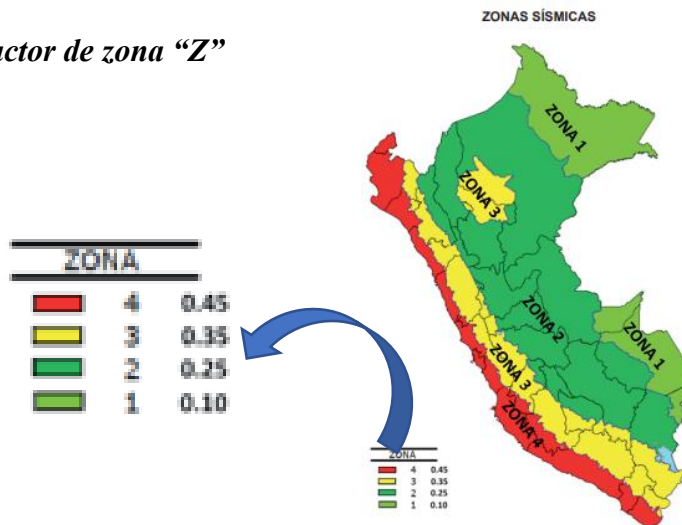 ZONAS SÍSMICAS
actor de zona “Z”
ZONA
4 0.45
3 0.35
2 0.25
1 0.10
ZONA 1
ZONA 3
ZONA 2
ZONA 1
ZONA 3
ZONA 4
ZONA
4 0.45
3 0.35
2 0.25
1 0.10